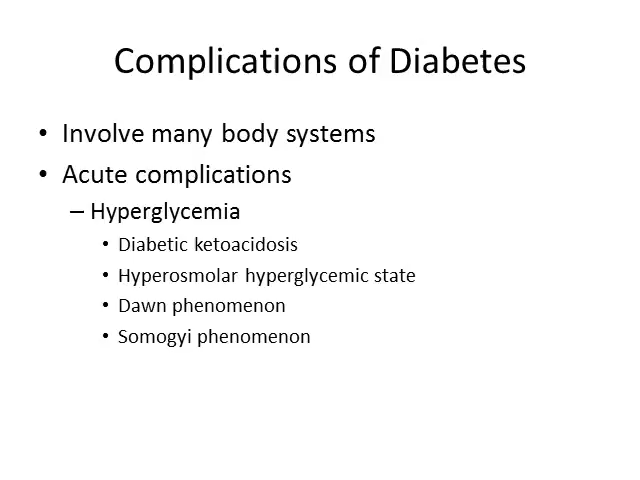 Complications of Diabetes
• Involve many body systems
• Acute complications
– Hyperglycemia
• Diabetic ketoacidosis
• Hyperosmolar hyperglycemic state
• Dawn phenomenon
• Somogyi phenomenon